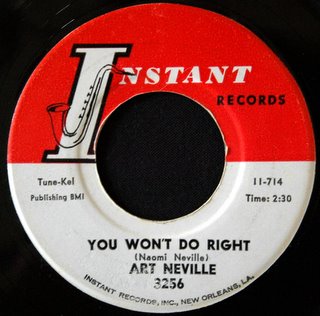 INSTANT
RECORDS
Tune-Kel
Publishing BMI
11-714
Time: 2:30
YOU WON'T DO RIGHT
(Naomi Neville)
ART NEVILLE
3256
INSTANT RECORDS, INC., NEW ORLEANS, LA.